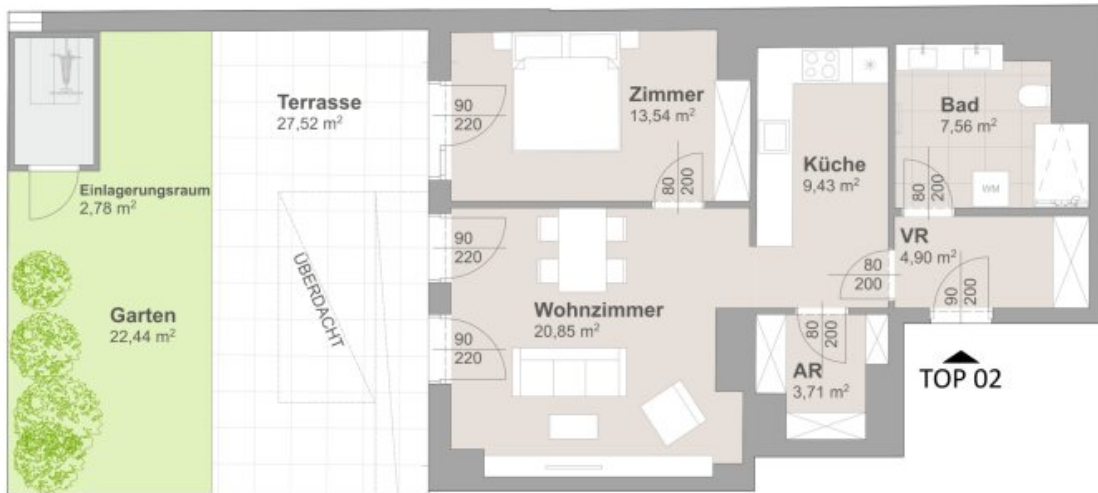 Terrasse
27,52 m²
90
220
Zimmer
13,54 m²
80
200
Küche
9,43 m²
Bad
7,56 m²
80
200
WM
Einlagerungsraum
2,78 m²
90
220
VR
4,90 m²
80
200
90
200
ÜBERDACHT
Garten
22,44 m²
Wohnzimmer
20,85 m²
90
220
80
200
AR
3,71 m²
TOP 02